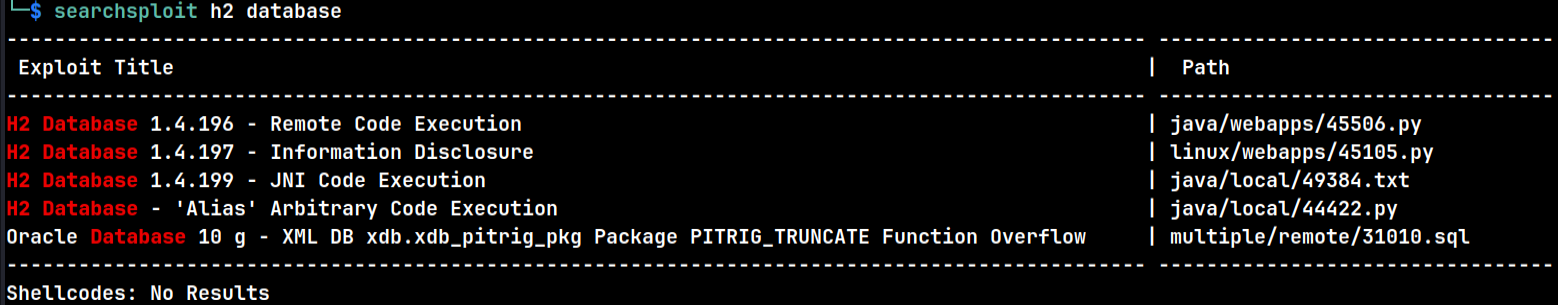 └─$ searchsploit h2 database
---------------------------------------------------------------------------------------------- ---------------------------------
 Exploit Title                                                                                |  Path
---------------------------------------------------------------------------------------------- ---------------------------------
H2 Database 1.4.196 - Remote Code Execution                                                   | java/webapps/45506.py
H2 Database 1.4.197 - Information Disclosure                                                  | linux/webapps/45105.py
H2 Database 1.4.199 - JNI Code Execution                                                      | java/local/49384.txt
H2 Database - 'Alias' Arbitrary Code Execution                                                | java/local/44422.py
Oracle Database 10 g - XML DB xdb.xdb_pitrig_pkg Package PITRIG_TRUNCATE Function Overflow     | multiple/remote/31010.sql
---------------------------------------------------------------------------------------------- ---------------------------------
Shellcodes: No Results